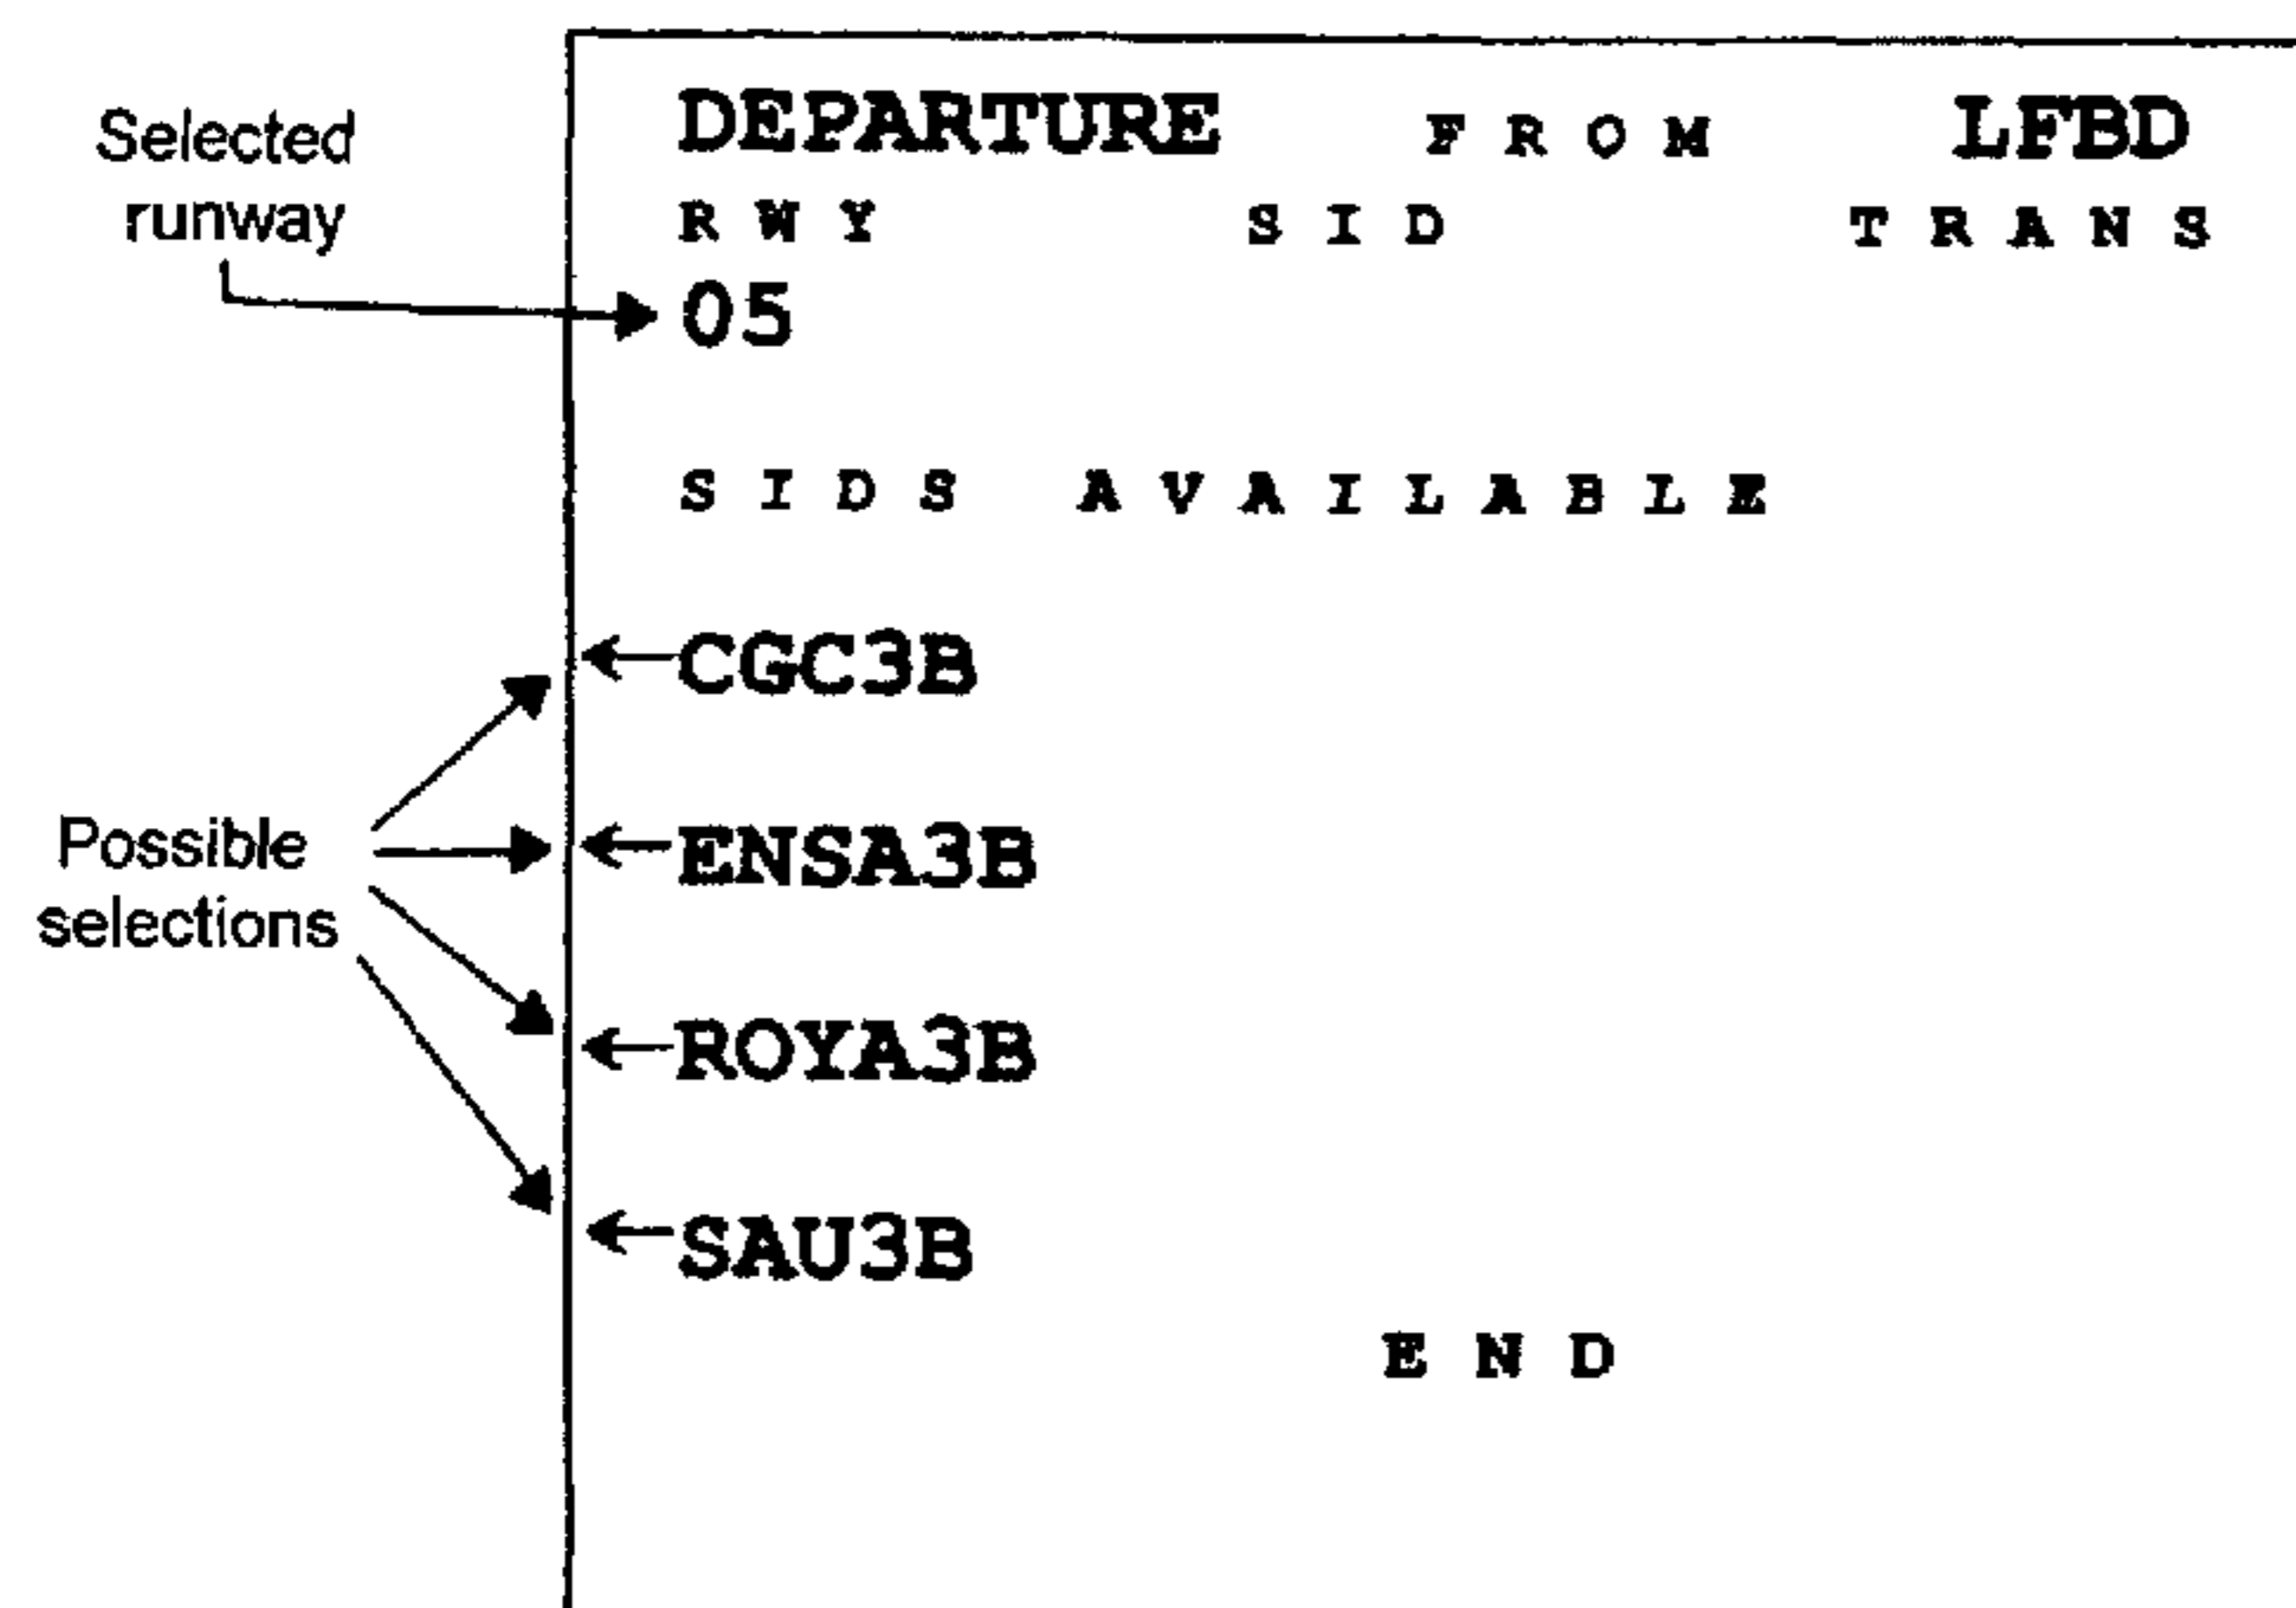 Selected
runway
DEPARTURE FROM LFBD
RWY SID TRANS
05
SIDS AVAILABLE
←CGC3B
←ENSA3B
←ROYA3B
←SAU3B
Possible
selections
END